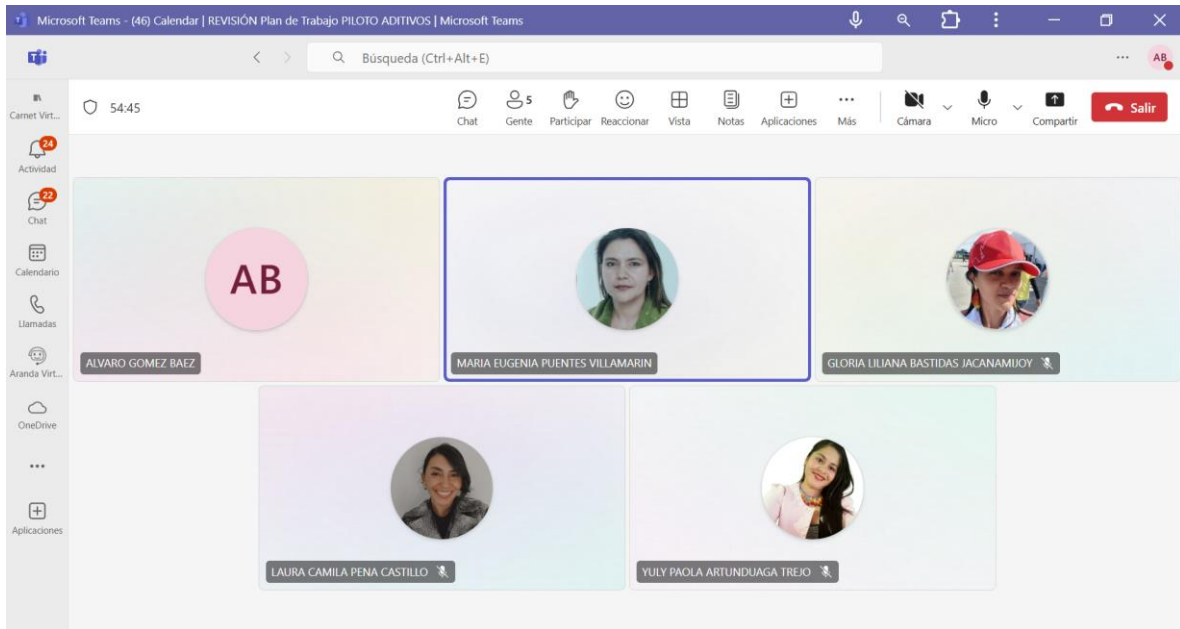 Microsoft Teams - (46) Calendar | REVISIÓN Plan de Trabajo PILOTO ADITIVOS | Microsoft Teams
Búsqueda (Ctrl+Alt+E)
AB
Carnet Virt...
54:45
5
Chat
Gente
Participar
Reaccionar
Vista
Notas
Aplicaciones
Más
Cámara
Micro
Compartir
Salir
24
Actividad
22
Chat
Calendario
Llamadas
Aranda Virt...
OneDrive
Aplicaciones
AB
ALVARO GOMEZ BAEZ
MARIA EUGENIA PUENTES VILLAMARIN
GLORIA LILIANA BASTIDAS JACANAMIJOY
LAURA CAMILA PENA CASTILLO
YULY PAOLA ARTUNDUAGA TREJO